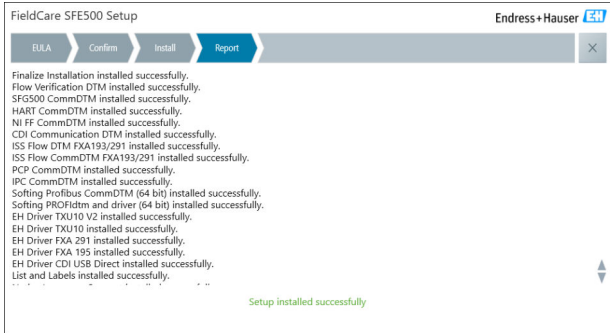 FieldCare SFE500 Setup
Endress+Hauser EH
EULA
Confirm
Install
Report
Finalize Installation installed successfully.
Flow Verification DTM installed successfully.
SFG500 CommDTM installed successfully.
HART CommDTM installed successfully.
NI FF CommDTM installed successfully.
CDI Communication DTM installed successfully.
ISS Flow DTM FXA193/291 installed successfully.
ISS Flow CommDTM FXA193/291 installed successfully.
PCP CommDTM installed successfully.
IPC CommDTM installed successfully.
Softing Profibus CommDTM (64 bit) installed successfully.
Softing PROFIdtm and driver (64 bit) installed successfully.
EH Driver TXU10 V2 installed successfully.
EH Driver TXU10 installed successfully.
EH Driver FXA 291 installed successfully.
EH Driver FXA 195 installed successfully.
EH Driver CDI USB Direct installed successfully.
List and Labels installed successfully.
Setup installed successfully